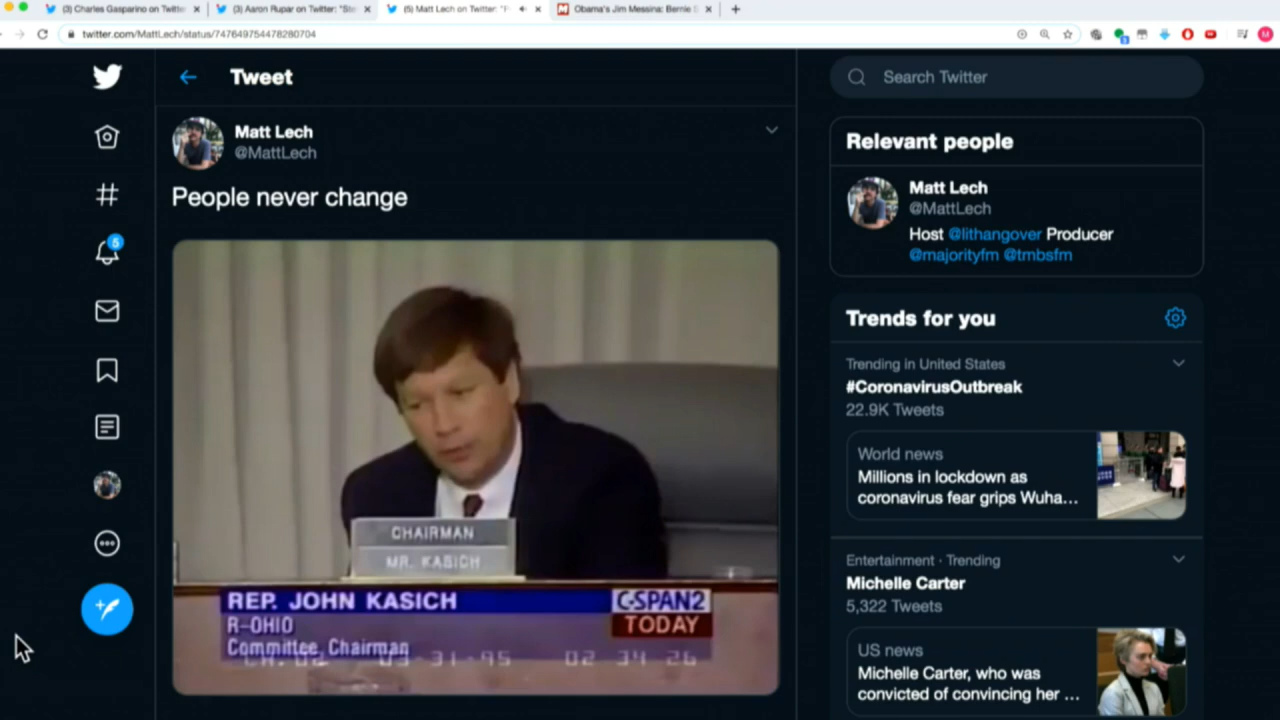 (3) Charles Gasparino on Twitte
(3) Aaron Rupar on Twitter: "Ste
(5) Matt Lech on Twitter: "P
Obama's Jim Messina: Bernie S
twitter.com/MattLech/status/747649754478280704
Tweet
Search Twitter
Matt Lech
@MattLech
People never change
5
CHAIRMAN
MR. KASICH
REP. JOHN KASICH
R-OHIO
Committee Chairman
C-SPAN2
TODAY
CH.02 03-31-95 02 34 26
Relevant people
Matt Lech
@MattLech
Host @lithangover Producer
@majorityfm @tmbsfm
Trends for you
Trending in United States
#CoronavirusOutbreak
22.9K Tweets
World news
Millions in lockdown as
coronavirus fear grips Wuha...
Entertainment · Trending
Michelle Carter
5,322 Tweets
US news
Michelle Carter, who was
convicted of convincing her ...